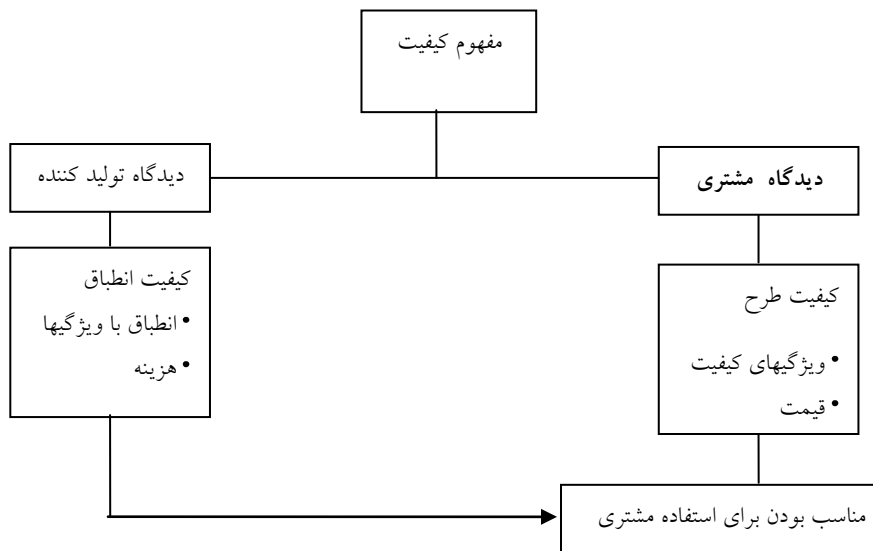 مفهوم کیفیت
دیدگاه مشتری
دیدگاه تولید کننده
کیفیت طرح
• ویژگیهای کیفیت
• قیمت
کیفیت انطباق
• انطباق با ویژگیها
• هزینه
مناسب بودن برای استفاده مشتری